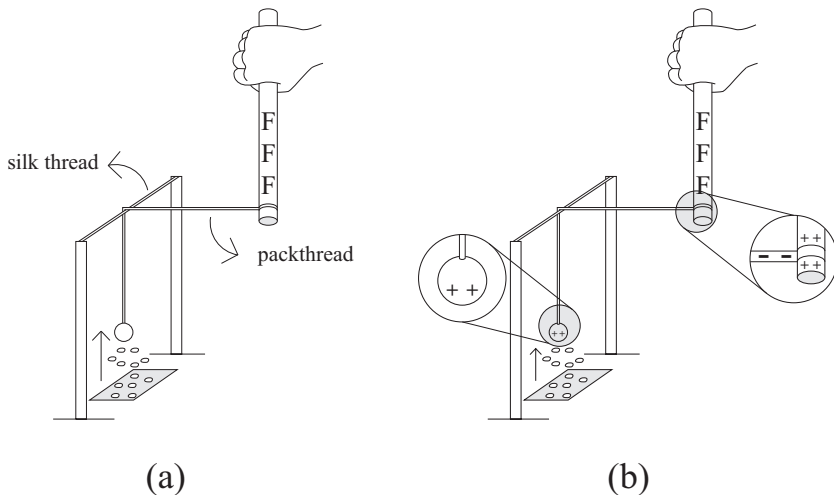 F
F
F
silk thread
packthread
(a)
F
F
F
++
- -
++
+ +
++
(b)